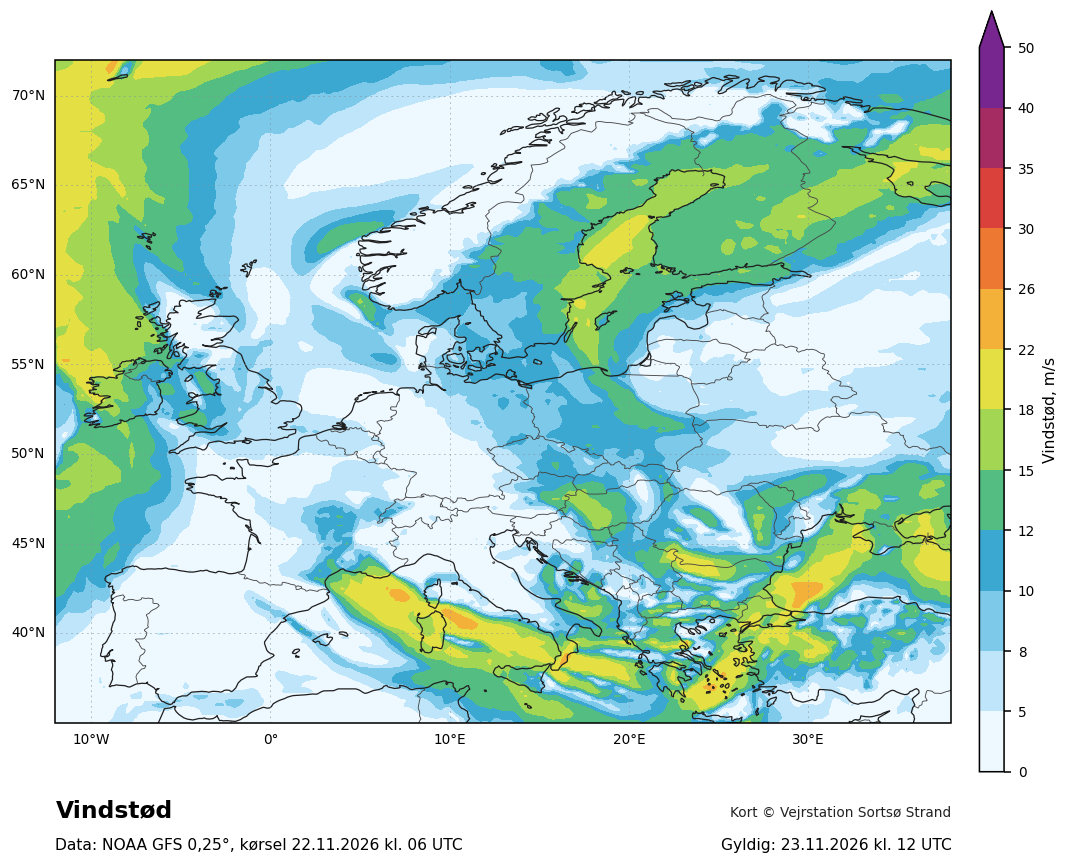 70°N
65°N
60°N
55°N
50°N
45°N
40°N
10°W
0°
10°E
20°E
30°E
50
40
35
30
26
22
18
15
12
10
8
5
0
Vindstød, m/s
Vindstød
Kort © Vejrstation Sortsø Strand
Data: NOAA GFS 0,25°, kørsel 22.11.2026 kl. 06 UTC
Gyldig: 23.11.2026 kl. 12 UTC